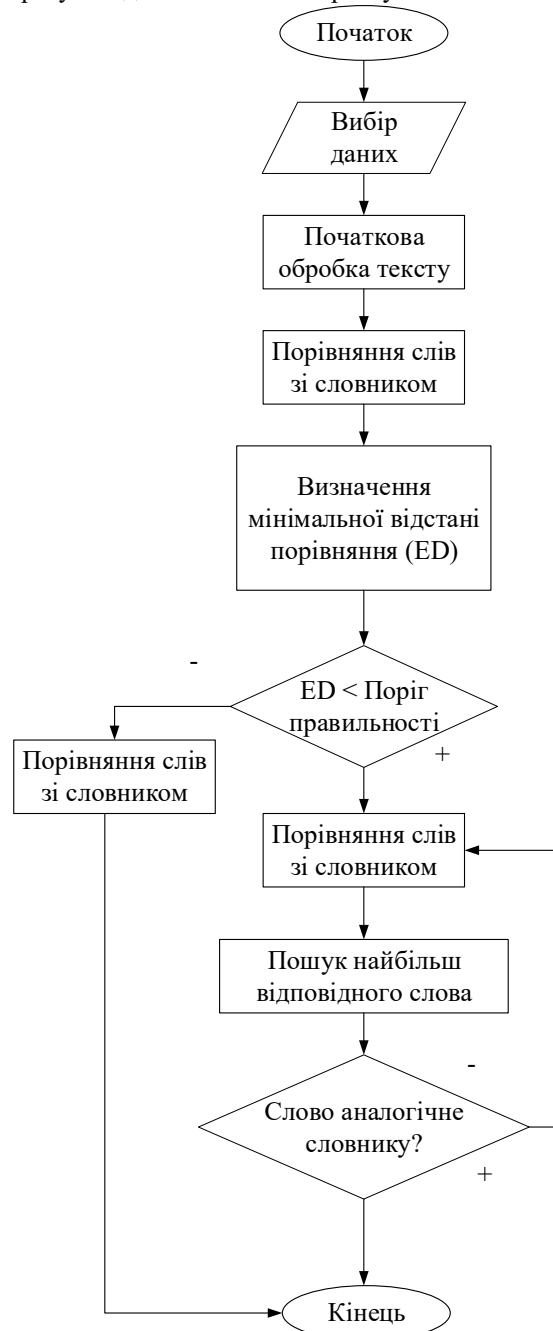 Початок
Вибір
даних
Початкова
обробка тексту
Порівняння слів
зі словником
Визначення
мінімальної відстані
порівняння (ED)
-
ED < Поріг
правильності
+
Порівняння слів
зі словником
Порівняння слів
зі словником
Пошук найбільш
відповідного слова
-
Слово аналогічне
словнику?
+
Кінець